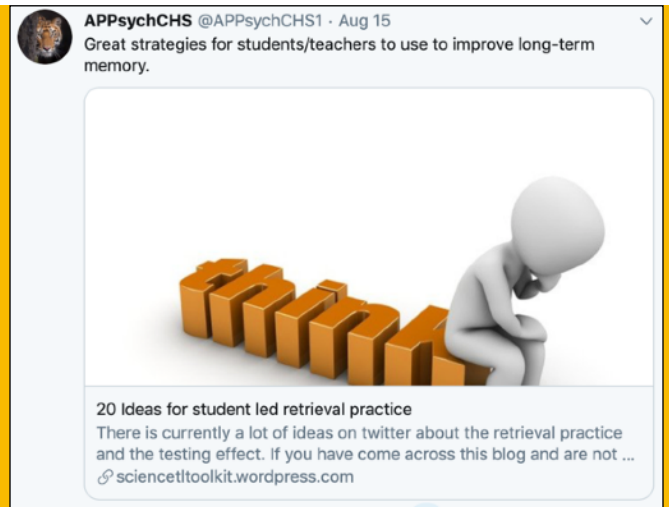 APPsychCHS @APPsychCHS1 · Aug 15
Great strategies for students/teachers to use to improve long-term
memory.
think
20 Ideas for student led retrieval practice
There is currently a lot of ideas on twitter about the retrieval practice
and the testing effect. If you have come across this blog and are not ...
sciencetltoolkit.wordpress.com